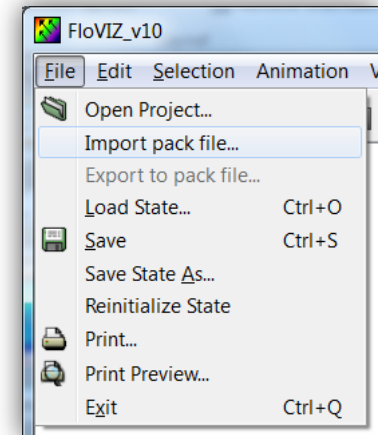 FloVIZ_v10
File Edit Selection Animation
Open Project...
Import pack file...
Export to pack file...
Load State... Ctrl+O
Save Ctrl+S
Save State As...
Reinitialize State
Print...
Print Preview...
Exit Ctrl+Q